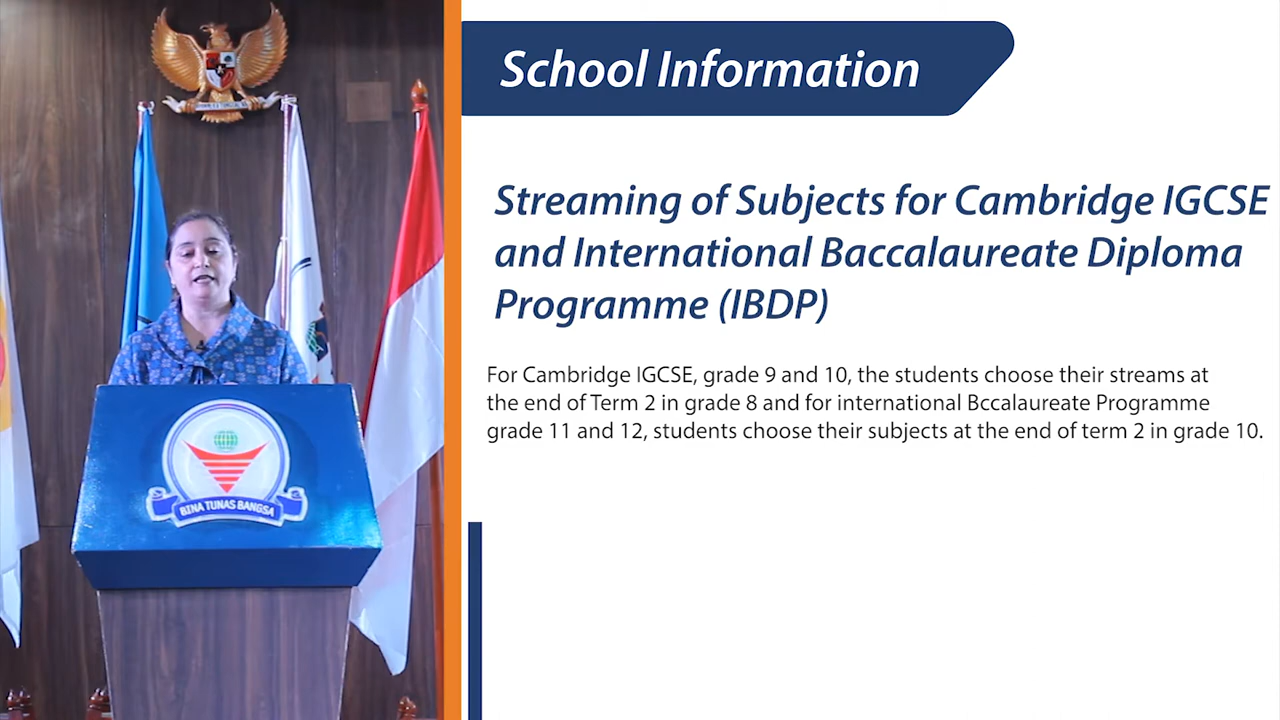 School Information
Streaming of Subjects for Cambridge IGCSE
and International Baccalaureate Diploma
Programme (IBDP)
For Cambridge IGCSE, grade 9 and 10, the students choose their streams at
the end of Term 2 in grade 8 and for international Bccalaureate Programme
grade 11 and 12, students choose their subjects at the end of term 2 in grade 10.
BINA TUNAS BANGSA